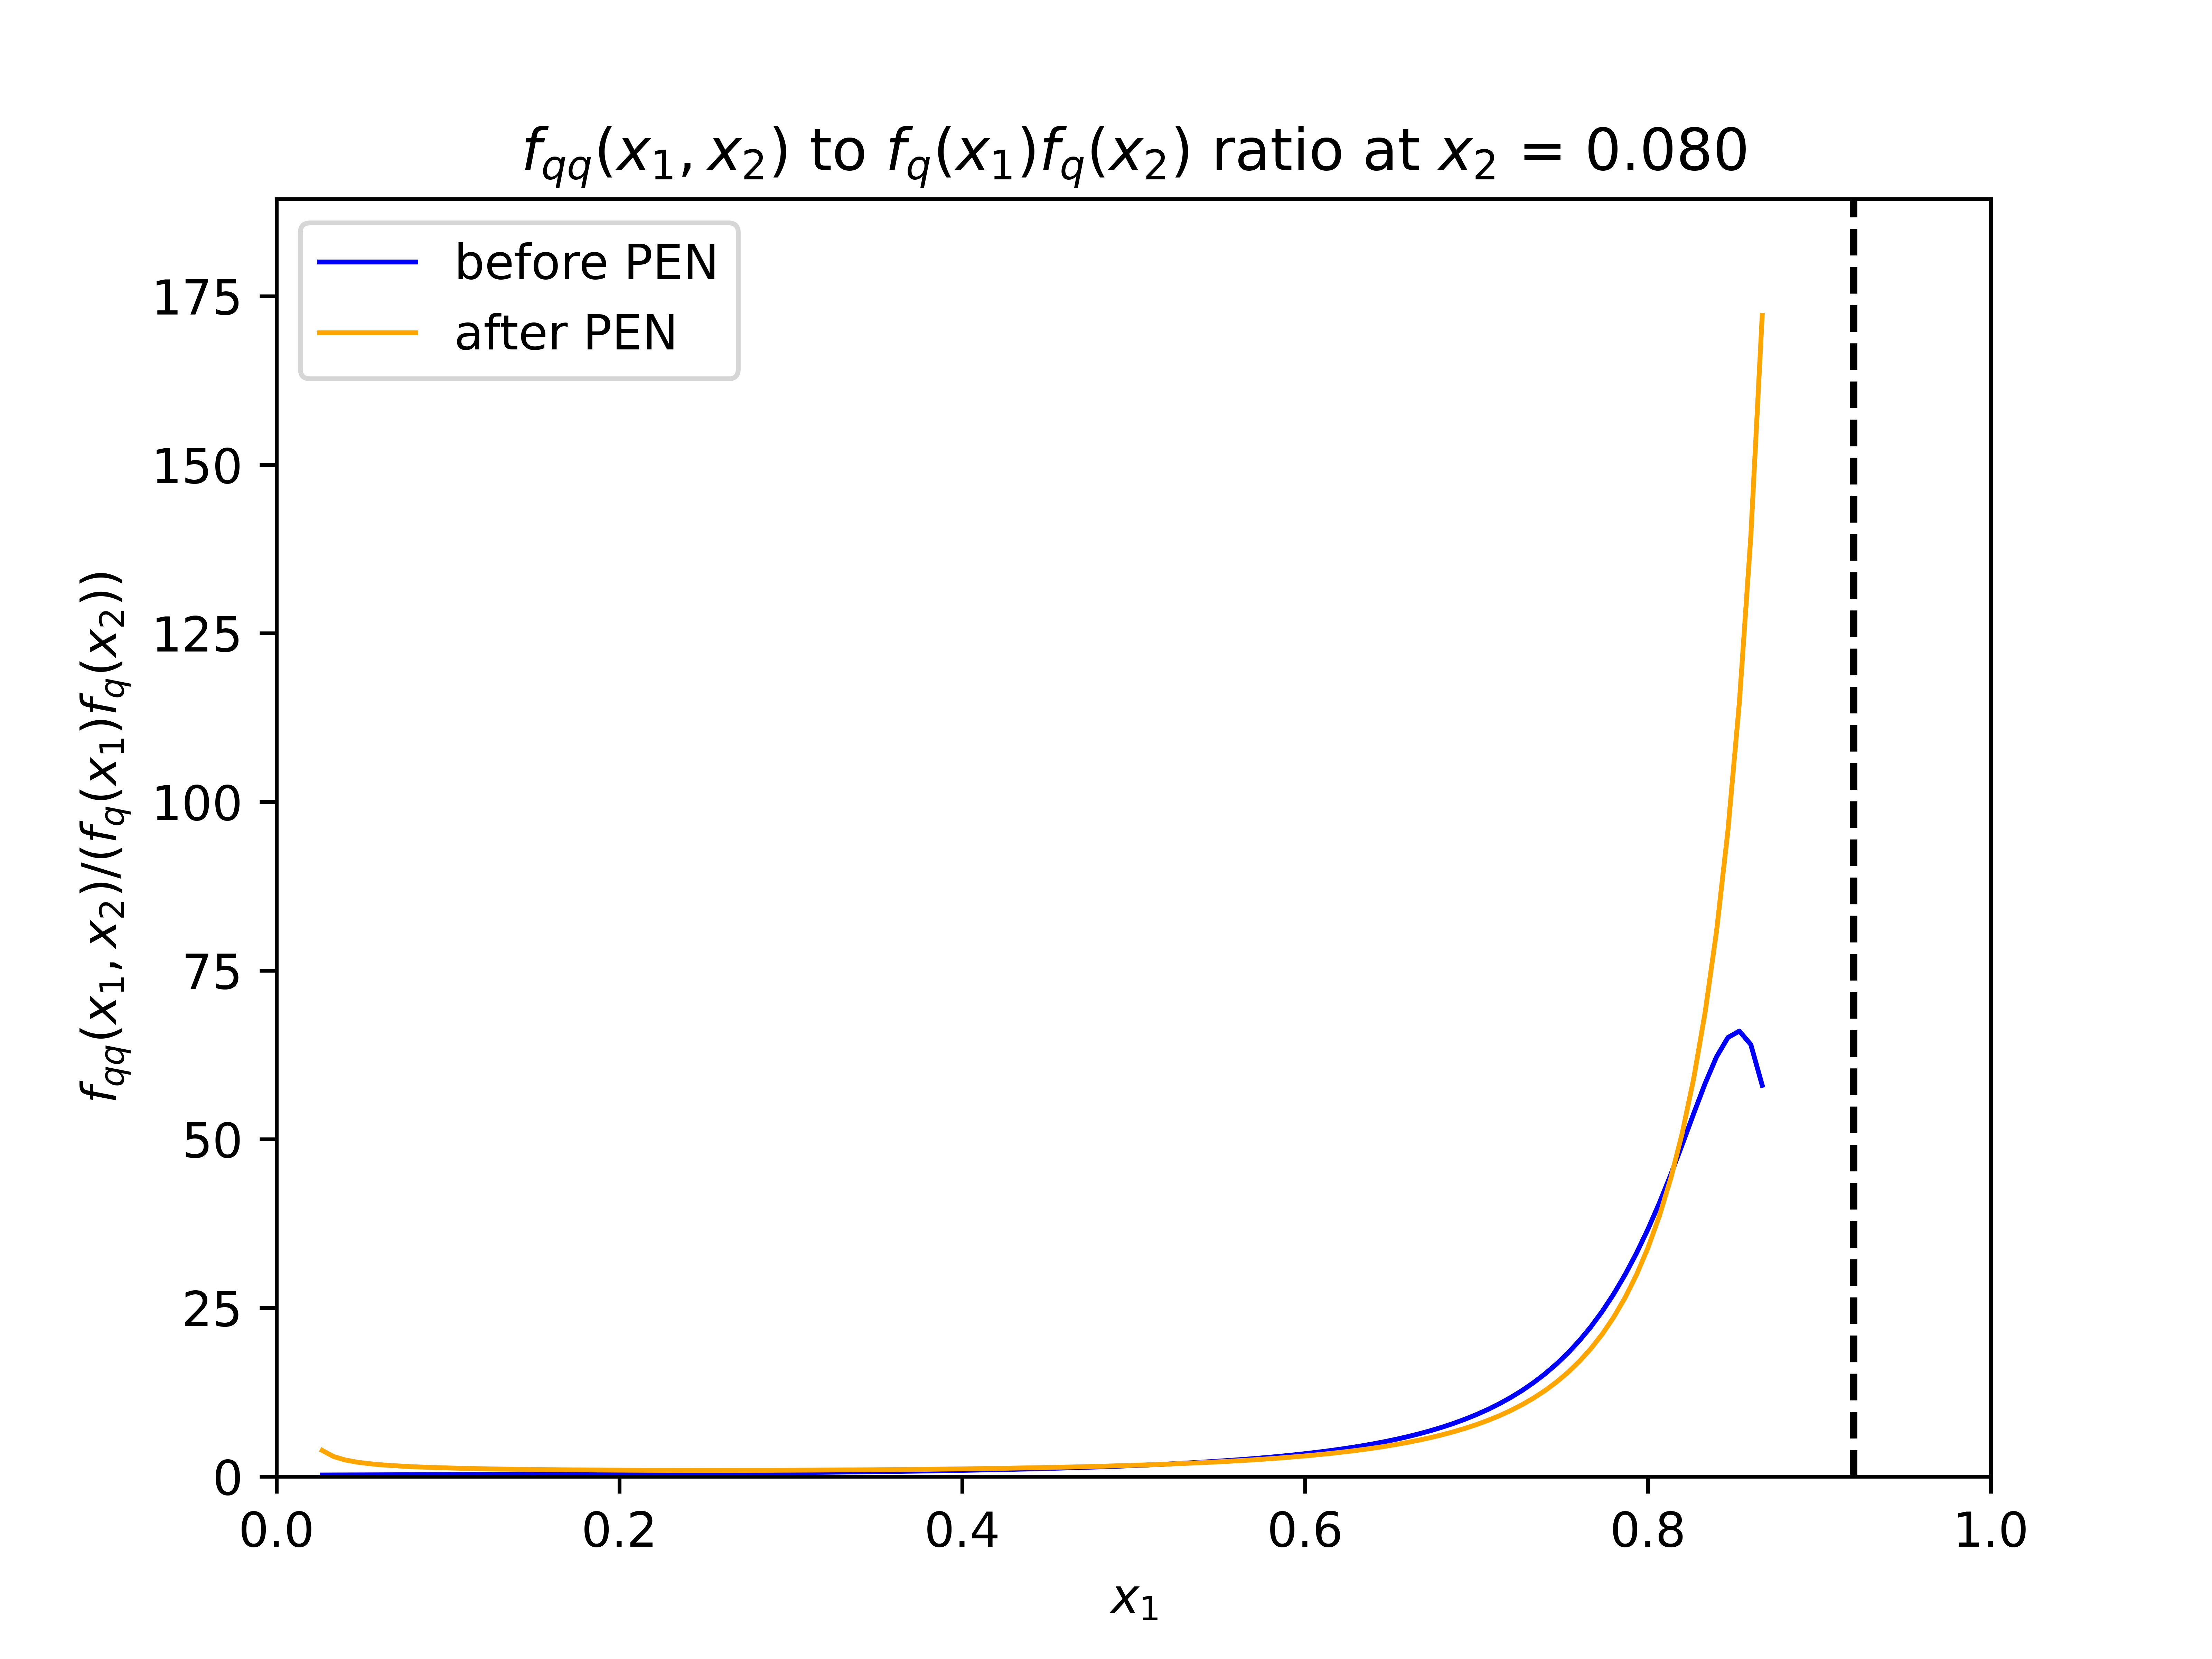 f_qq(x_1, x_2) to f_q(x_1)f_q(x_2) ratio at x_2 = 0.080
before PEN
after PEN
f_qq(x_1, x_2)/(f_q(x_1)f_q(x_2))
175
150
125
100
75
50
25
0
0.0 0.2 0.4 0.6 0.8 1.0
x_1